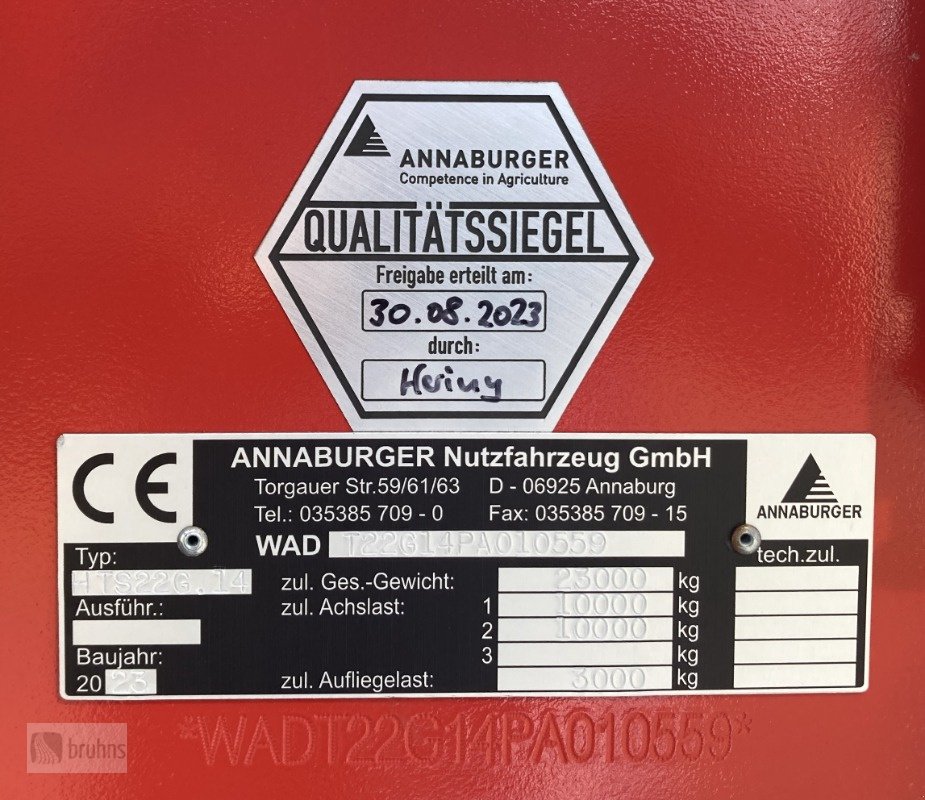 ANNABURGER
Competence in Agriculture
QUALITÄTSSIEGEL
Freigabe erteilt am:
30.08.2023
durch:
CE
ANNABURGER Nutzfahrzeug GmbH
Torgauer Str.59/61/63 D - 06925 Annaburg
Tel.: 035385 709 - 0 Fax: 035385 709 - 15
ANNABURGER
WAD T22G14PA010559
Typ:
HTS22G.14
Ausführ.:
Baujahr:
20 23
zul. Ges.-Gewicht: 23000 kg
zul. Achslast: 1 10000 kg
2 10000 kg
3 kg
zul. Aufliegelast: 3000 kg
tech.zul.
*WADT22G14PA010559*
bruhns